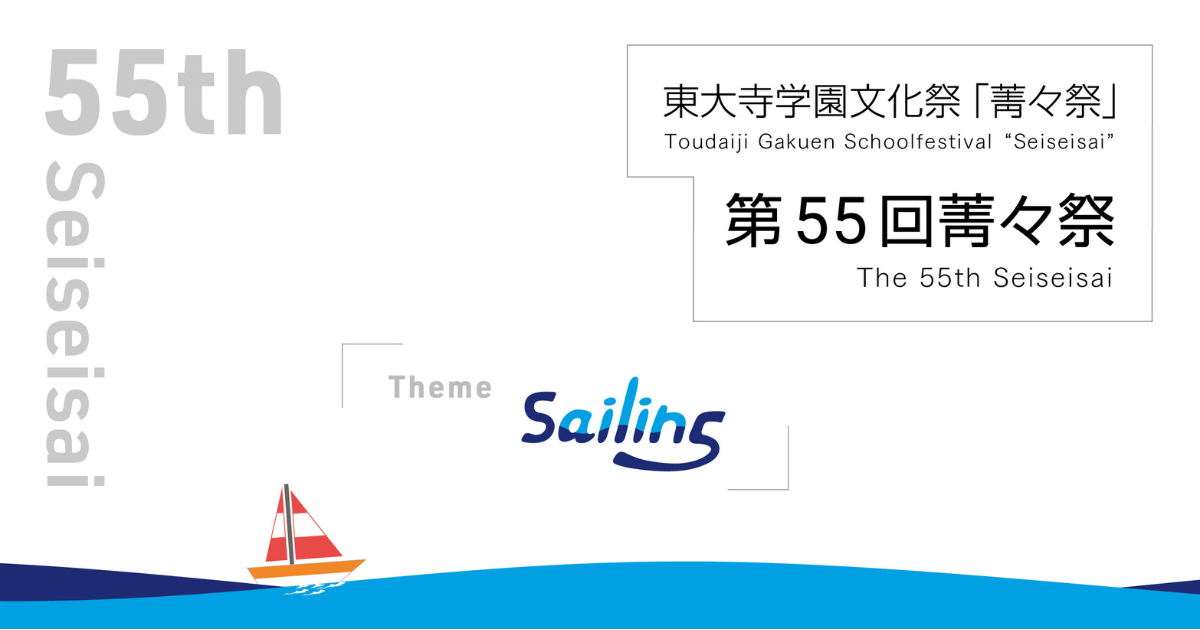 55th
Seiseisai
東大寺学園文化祭「菁々祭」
Toudaiji Gakuen Schoolfestival “Seiseisai”
第55回菁々祭
The 55th Seiseisai
Theme
Sailing